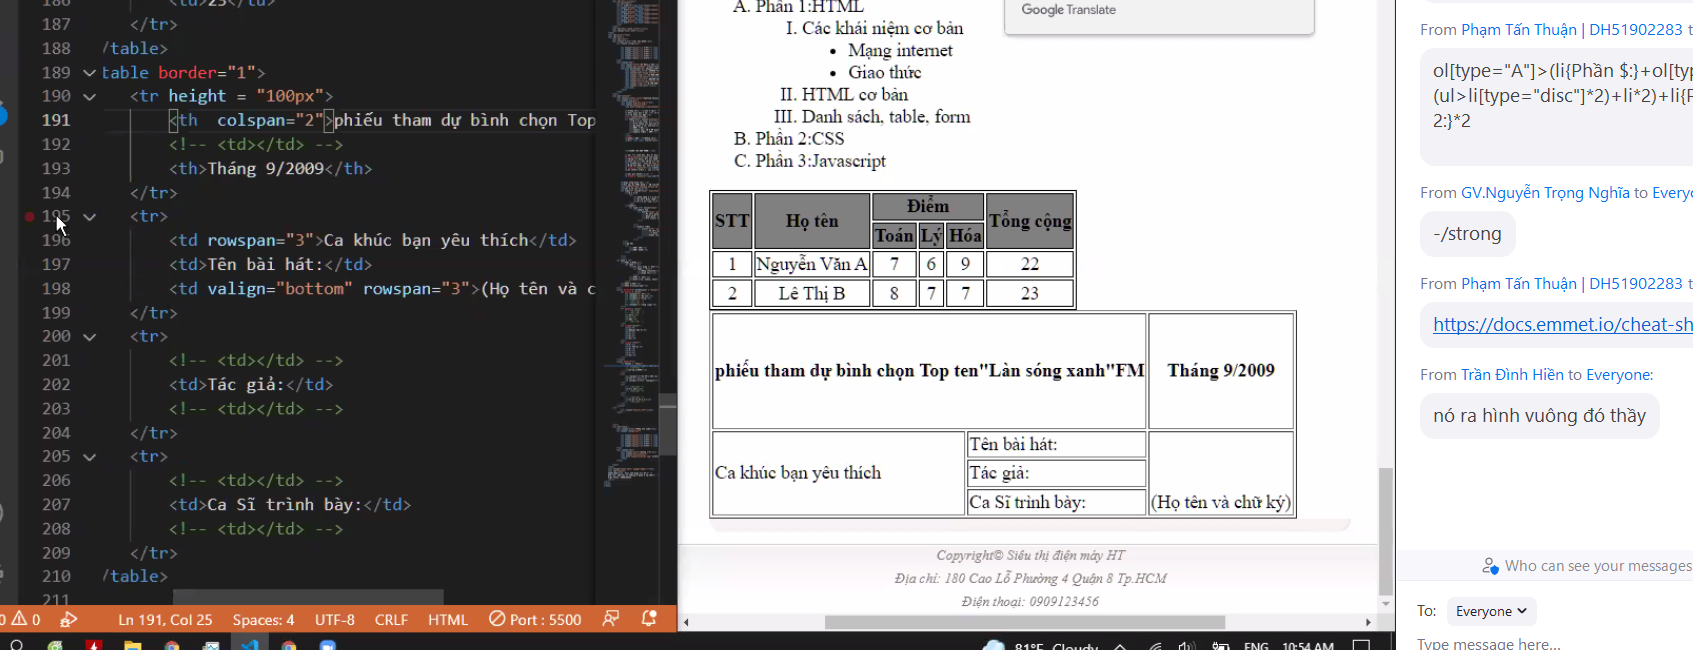 186 <td>23</td>
187 </tr>
188 /table>
189 table border="1">
190 <tr height = "100px">
191 <th  colspan="2">phiếu tham dự bình chọn Top
192 <!-- <td></td> -->
193 <th>Tháng 9/2009</th>
194 </tr>
195 <tr>
196 <td rowspan="3">Ca khúc bạn yêu thích</td>
197 <td>Tên bài hát:</td>
198 <td valign="bottom" rowspan="3">(Họ tên và c
199 </tr>
200 <tr>
201 <!-- <td></td> -->
202 <td>Tác giả:</td>
203 <!-- <td></td> -->
204 </tr>
205 <tr>
206 <!-- <td></td> -->
207 <td>Ca Sĩ trình bày:</td>
208 <!-- <td></td> -->
209 </tr>
210 /table>
211
0 0 Ln 191, Col 25 Spaces: 4 UTF-8 CRLF HTML Port : 5500
Google Translate
A. Phần 1:HTML
I. Các khái niệm cơ bản
Mạng internet
Giao thức
II. HTML cơ bản
III. Danh sách, table, form
B. Phần 2:CSS
C. Phần 3:Javascript
STT Họ tên Điểm Tổng cộng
Toán Lý Hóa
1 Nguyễn Văn A 7 6 9 22
2 Lê Thị B 8 7 7 23
phiếu tham dự bình chọn Top ten"Làn sóng xanh"FM Tháng 9/2009
Ca khúc bạn yêu thích Tên bài hát:
Tác giả:
Ca Sĩ trình bày: (Họ tên và chữ ký)
Copyright© Siêu thị điện máy HT
Địa chỉ: 180 Cao Lỗ Phường 4 Quận 8 Tp.HCM
Điện thoại: 0909123456
From Phạm Tấn Thuận | DH51902283 t
ol[type="A"]>(li{Phần $:}+ol[typ
(ul>li[type="disc"]*2)+li*2)+li{P
2:}*2
From GV.Nguyễn Trọng Nghĩa to Everyo
-/strong
From Phạm Tấn Thuận | DH51902283 t
https://docs.emmet.io/cheat-sh
From Trần Đình Hiền to Everyone:
nó ra hình vuông đó thầy
Who can see your messages
To: Everyone
Type message here...
81°F Cloudy ENG 10:54 AM